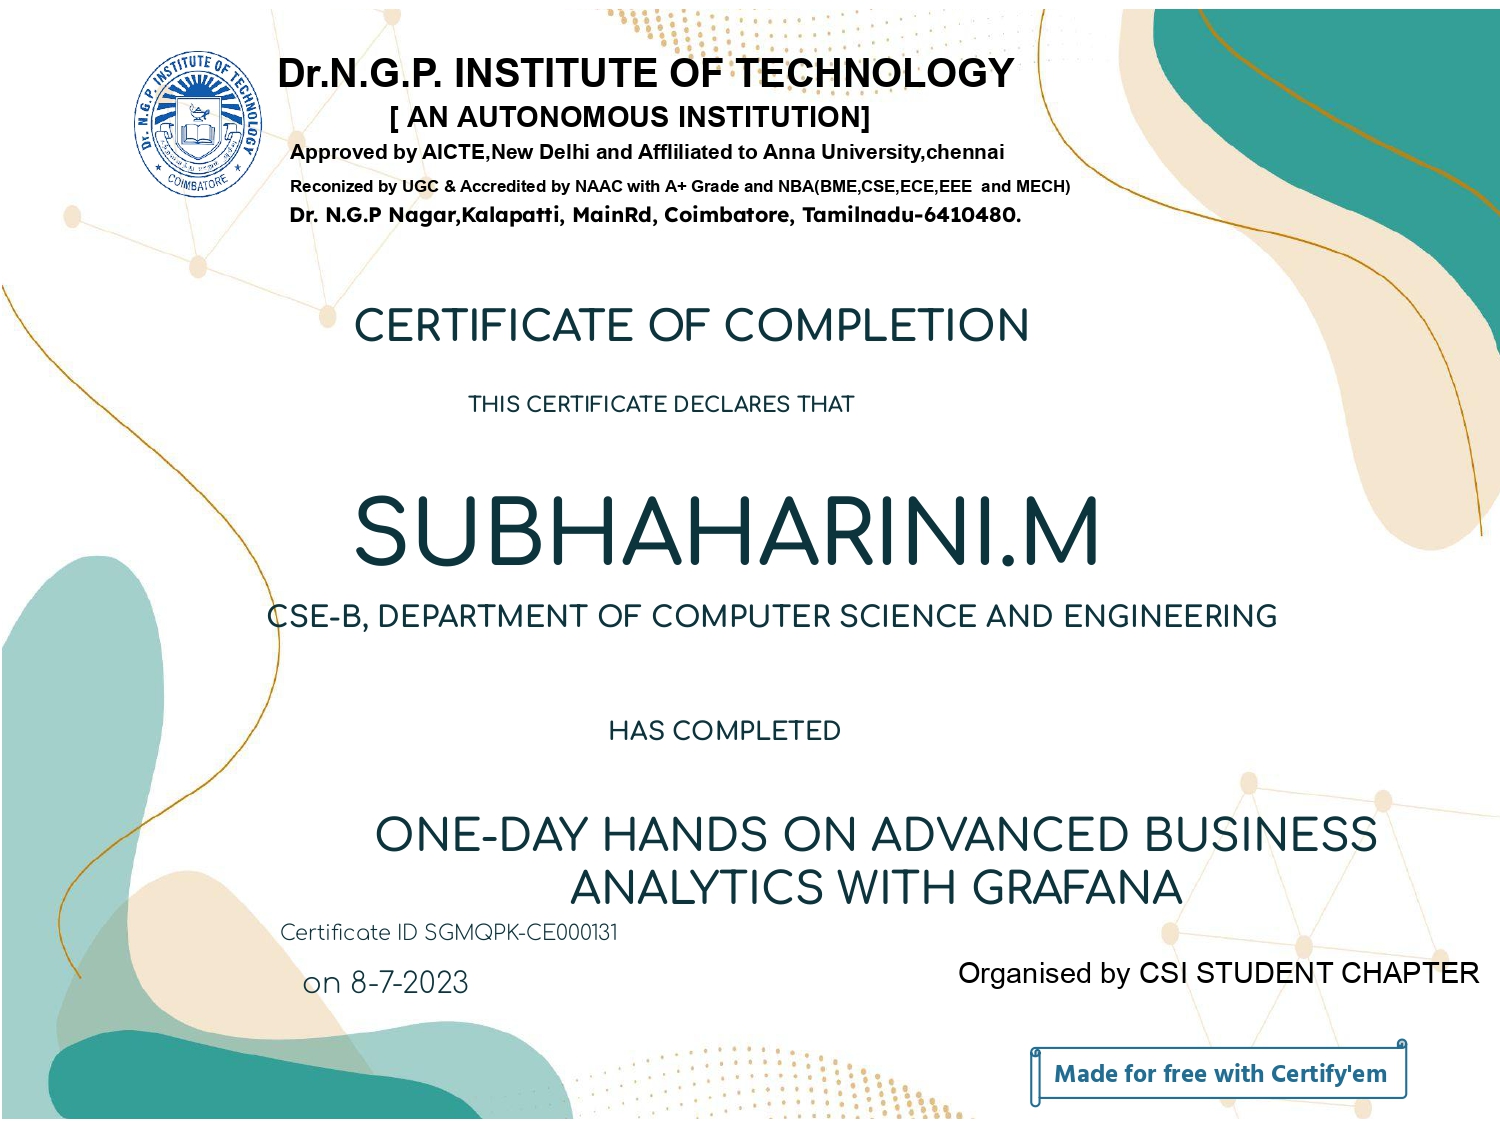 Dr. N.G.P. INSTITUTE OF TECHNOLOGY
COIMBATORE
Dr.N.G.P. INSTITUTE OF TECHNOLOGY
[ AN AUTONOMOUS INSTITUTION]
Approved by AICTE,New Delhi and Affliliated to Anna University,chennai
Reconized by UGC & Accredited by NAAC with A+ Grade and NBA(BME,CSE,ECE,EEE  and MECH)
Dr. N.G.P Nagar,Kalapatti, MainRd, Coimbatore, Tamilnadu-6410480.
CERTIFICATE OF COMPLETION
THIS CERTIFICATE DECLARES THAT
SUBHAHARINI.M
CSE-B, DEPARTMENT OF COMPUTER SCIENCE AND ENGINEERING
HAS COMPLETED
ONE-DAY HANDS ON ADVANCED BUSINESS
ANALYTICS WITH GRAFANA
Certificate ID SGMQPK-CE000131
on 8-7-2023
Organised by CSI STUDENT CHAPTER
Made for free with Certify'em